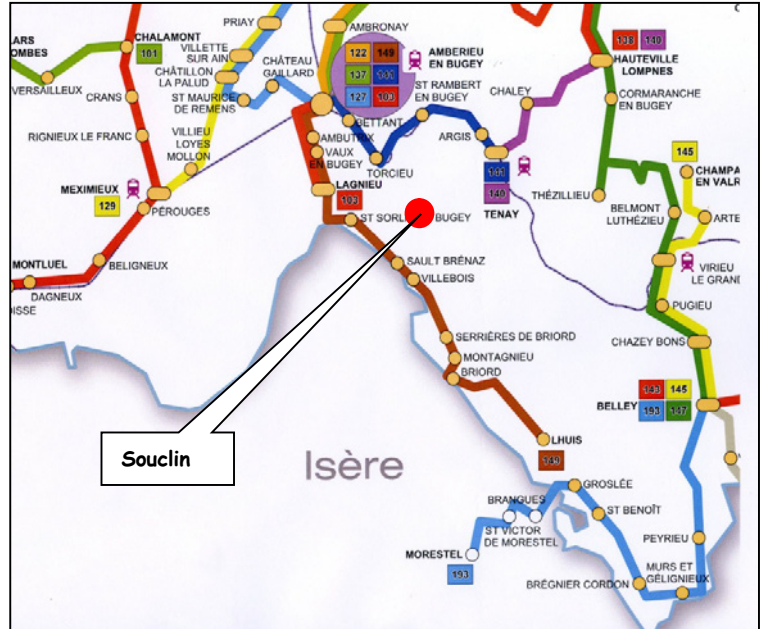 CHALAMONT
101
ARS
OMBES
VERSAILLEUX
CRANS
RIGNIEUX LE FRANC
VILLIEU
LOYES
MOLLON
MEXIMIEUX
129
PÉROUGES
MONTLUEL
BELIGNEUX
DAGNEUX
ISSE
PRIAY
VILLETTE
SUR AIN
CHÂTILLON
LA PALUD
ST MAURICE
DE REMENS
CHÂTEAU
GAILLARD
AMBRONAY
122 149
137 141
127 103
AMBERIEU
EN BUGEY
ST RAMBERT
EN BUGEY
BETTANT
AMBUTRIX
VAUX
EN BUGEY
TORCIEU
ARGIS
CHALEY
LAGNIEU
103
141
140
TENAY
138 140
HAUTEVILLE
LOMPNES
CORMARANCHE
EN BUGEY
THÉZILLIEU
145
CHAMPA
EN VALR
BELMONT
LUTHÉZIEU
ARTE
VIRIEU
LE GRAND
PUGIEU
CHAZEY BONS
143 145
193 147
BELLEY
ST SORL
BUGEY
SAULT BRÉNAZ
VILLEBOIS
SERRIÈRES DE BRIORD
MONTAGNIEU
BRIORD
LHUIS
149
Souclin
Isère
GROSLÉE
BRANGUES
ST BENOÎT
ST VICTOR
DE MORESTEL
MORESTEL
193
PEYRIEU
MURS ET
GÉLIGNIEUX
BRÉGNIER CORDON